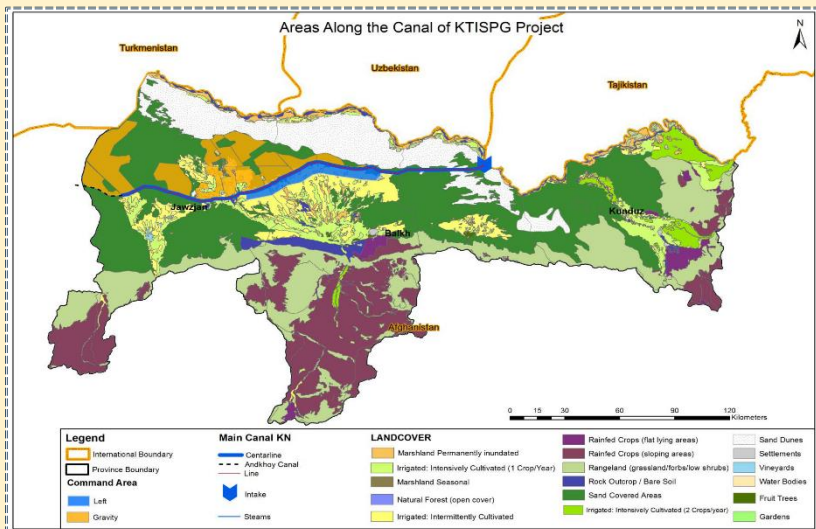 Areas Along the Canal of KTISPG Project
N
Turkmenistan
Uzbekistan
Tajikistan
Jawzjan
Balkh
Kunduz
Afghanistan
0 15 30 60 90 120
Kilometers
Legend
International Boundary
Province Boundary
Command Area
Left
Gravity
Main Canal KN
Centarline
Andkhoy Canal
Line
Intake
Steams
LANDCOVER
Marshland Permanently inundated
Irrigated: Intensively Cultivated (1 Crop/Year)
Marshland Seasonal
Natural Forest (open cover)
Irrigated: Intermittently Cultivated
Rainfed Crops (flat lying areas)
Rainfed Crops (sloping areas)
Rangeland (grassland/forbs/low shrubs)
Rock Outcrop / Bare Soil
Sand Covered Areas
Irrigated: Intensively Cultivated (2 Crops/year)
Sand Dunes
Settlements
Vineyards
Water Bodies
Fruit Trees
Gardens